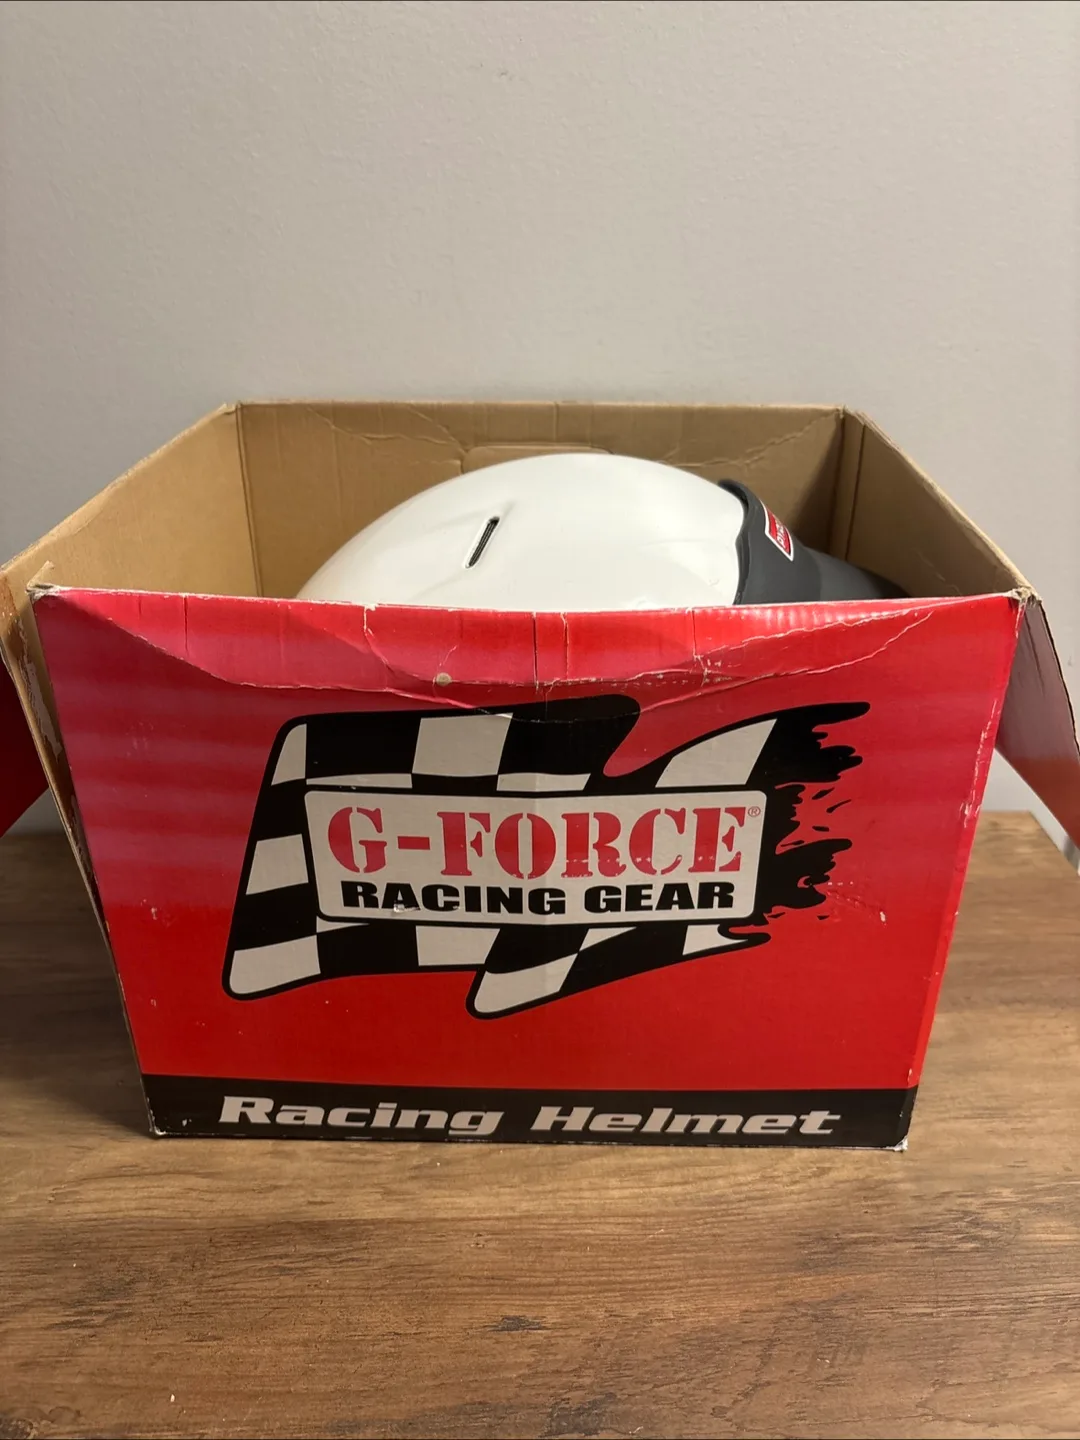 G-FORCE®
RACING GEAR
Racing Helmet